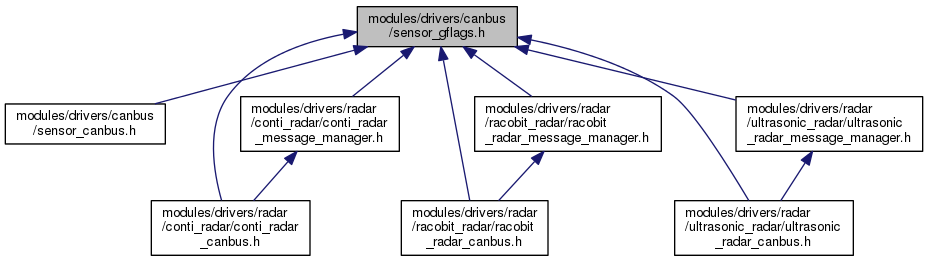 modules/drivers/canbus
/sensor_gflags.h
modules/drivers/canbus
/sensor_canbus.h
modules/drivers/radar
/conti_radar/conti_radar
_message_manager.h
modules/drivers/radar
/racobit_radar/racobit
_radar_message_manager.h
modules/drivers/radar
/ultrasonic_radar/ultrasonic
_radar_message_manager.h
modules/drivers/radar
/conti_radar/conti_radar
_canbus.h
modules/drivers/radar
/racobit_radar/racobit
_radar_canbus.h
modules/drivers/radar
/ultrasonic_radar/ultrasonic
_radar_canbus.h